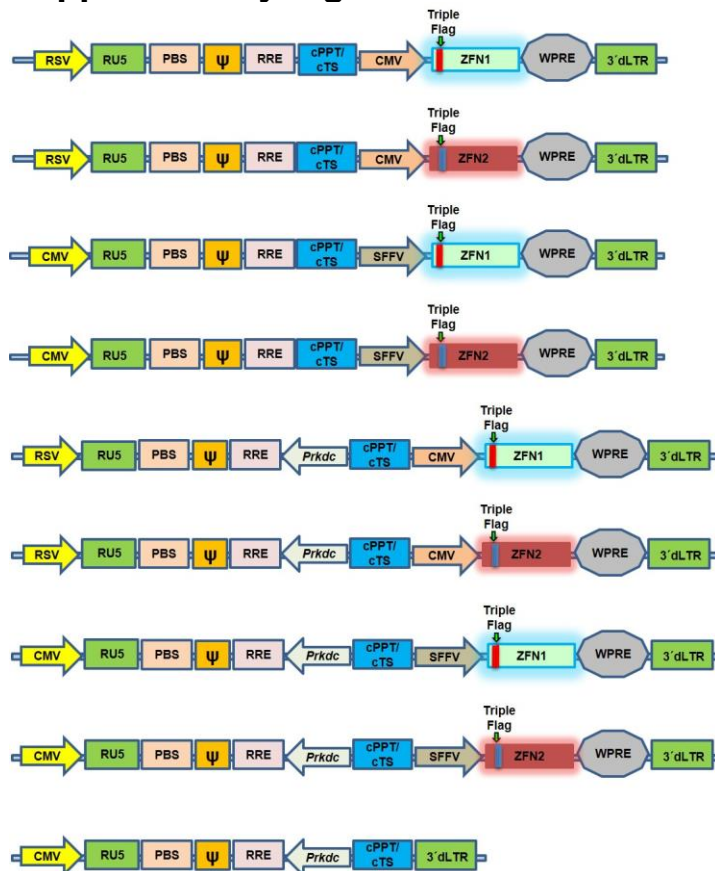 Triple
Flag
RSV RU5 PBS Ψ RRE cPPT/ cTS CMV ZFN1 WPRE 3´dLTR
Triple
Flag
RSV RU5 PBS Ψ RRE cPPT/ cTS CMV ZFN2 WPRE 3´dLTR
Triple
Flag
CMV RU5 PBS Ψ RRE cPPT/ cTS SFFV ZFN1 WPRE 3´dLTR
Triple
Flag
CMV RU5 PBS Ψ RRE cPPT/ cTS SFFV ZFN2 WPRE 3´dLTR
Triple
Flag
RSV RU5 PBS Ψ RRE Prkdc cPPT/ cTS CMV ZFN1 WPRE 3´dLTR
Triple
Flag
RSV RU5 PBS Ψ RRE Prkdc cPPT/ cTS CMV ZFN2 WPRE 3´dLTR
Triple
Flag
CMV RU5 PBS Ψ RRE Prkdc cPPT/ cTS SFFV ZFN1 WPRE 3´dLTR
Triple
Flag
CMV RU5 PBS Ψ RRE Prkdc cPPT/ cTS SFFV ZFN2 WPRE 3´dLTR
CMV RU5 PBS Ψ RRE Prkdc cPPT/ cTS 3´dLTR